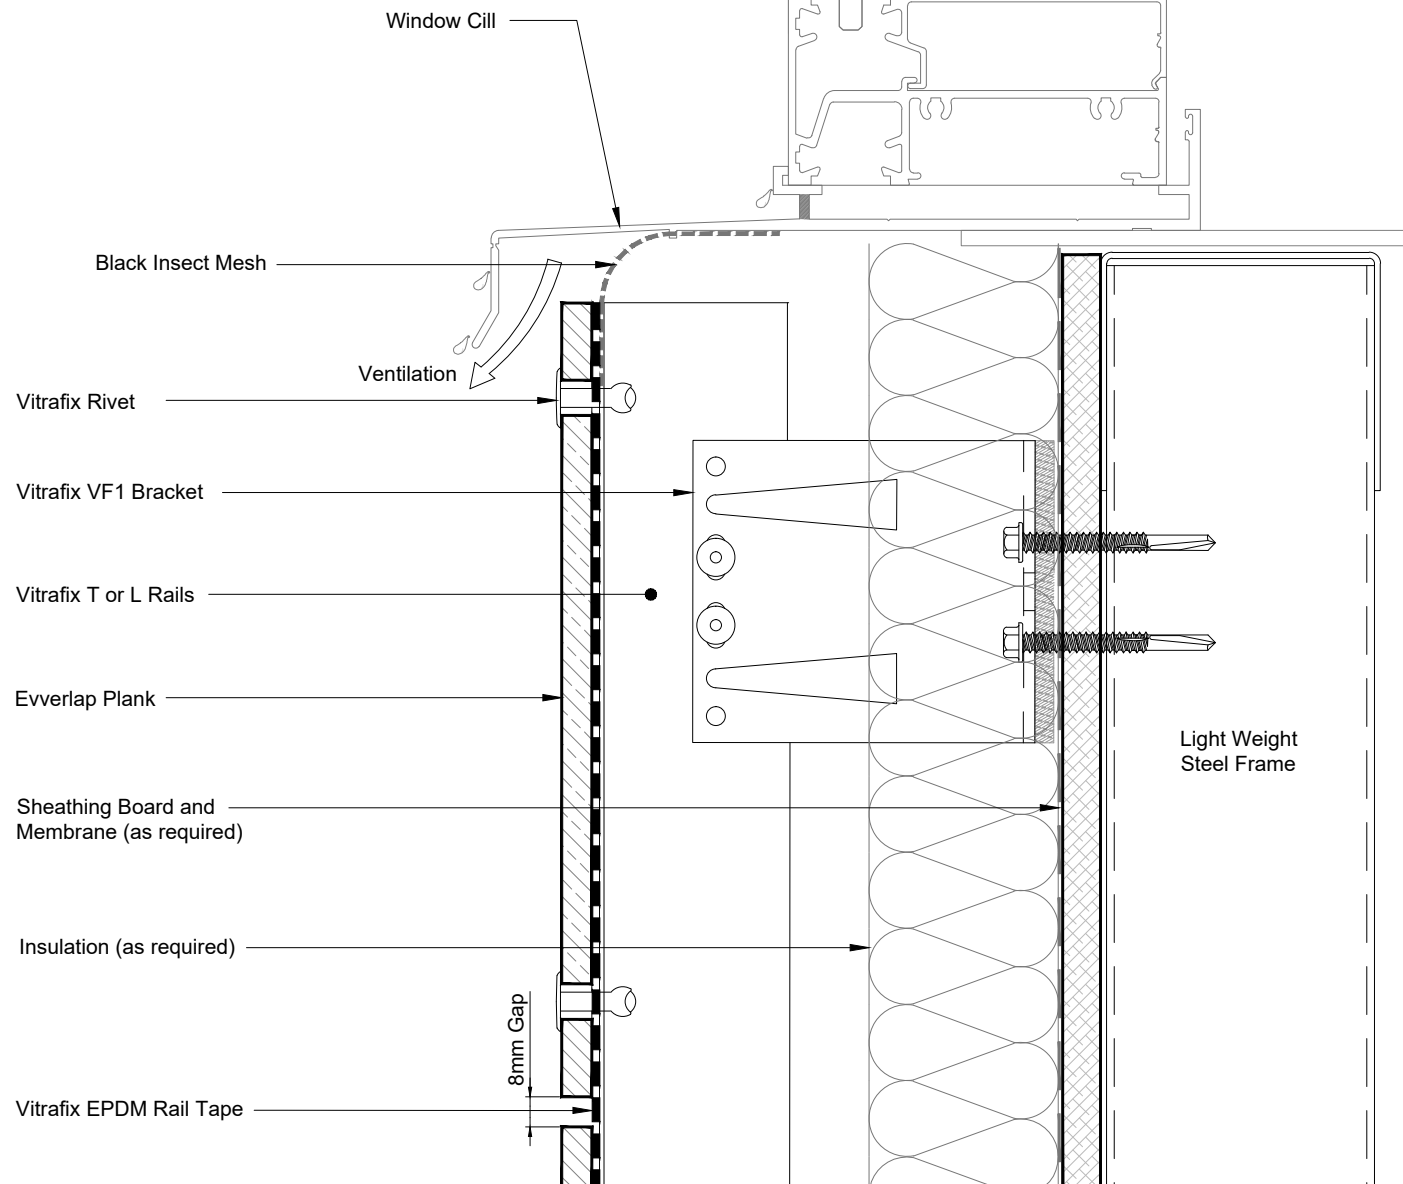 Window Cill
Black Insect Mesh
Ventilation
Vitrafix Rivet
Vitrafix VF1 Bracket
Vitrafix T or L Rails
Evverlap Plank
Light Weight
Steel Frame
Sheathing Board and
Membrane (as required)
Insulation (as required)
8mm Gap
Vitrafix EPDM Rail Tape